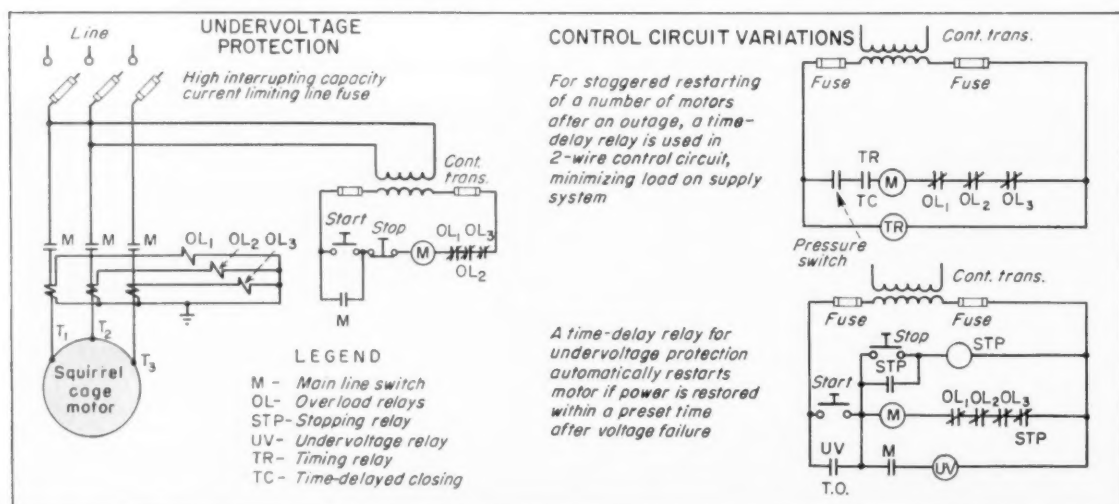 UNDERVOLTAGE
PROTECTION
Line
High interrupting capacity
current limiting line fuse
Cont.
trans.
Start
Stop
M
OL1
OL3
OL2
M
M
M
M
OL1
OL2
OL3
T1
T2
T3
Squirrel
cage
motor
LEGEND
M - Main line switch
OL- Overload relays
STP- Stopping relay
UV- Undervoltage relay
TR- Timing relay
TC - Time-delayed closing
CONTROL CIRCUIT VARIATIONS
For staggered restarting
of a number of motors
after an outage, a time-
delay relay is used in
2-wire control circuit,
minimizing load on supply
system
Cont. trans.
Fuse
Fuse
TR
M
TC
OL1
OL2
OL3
TR
Pressure
switch
A time-delay relay for
undervoltage protection
automatically restarts
motor if power is restored
within a preset time
after voltage failure
Cont. trans.
Fuse
Fuse
Stop
STP
STP
Start
M
OL1
OL2
OL3
STP
UV
M
UV
T.O.